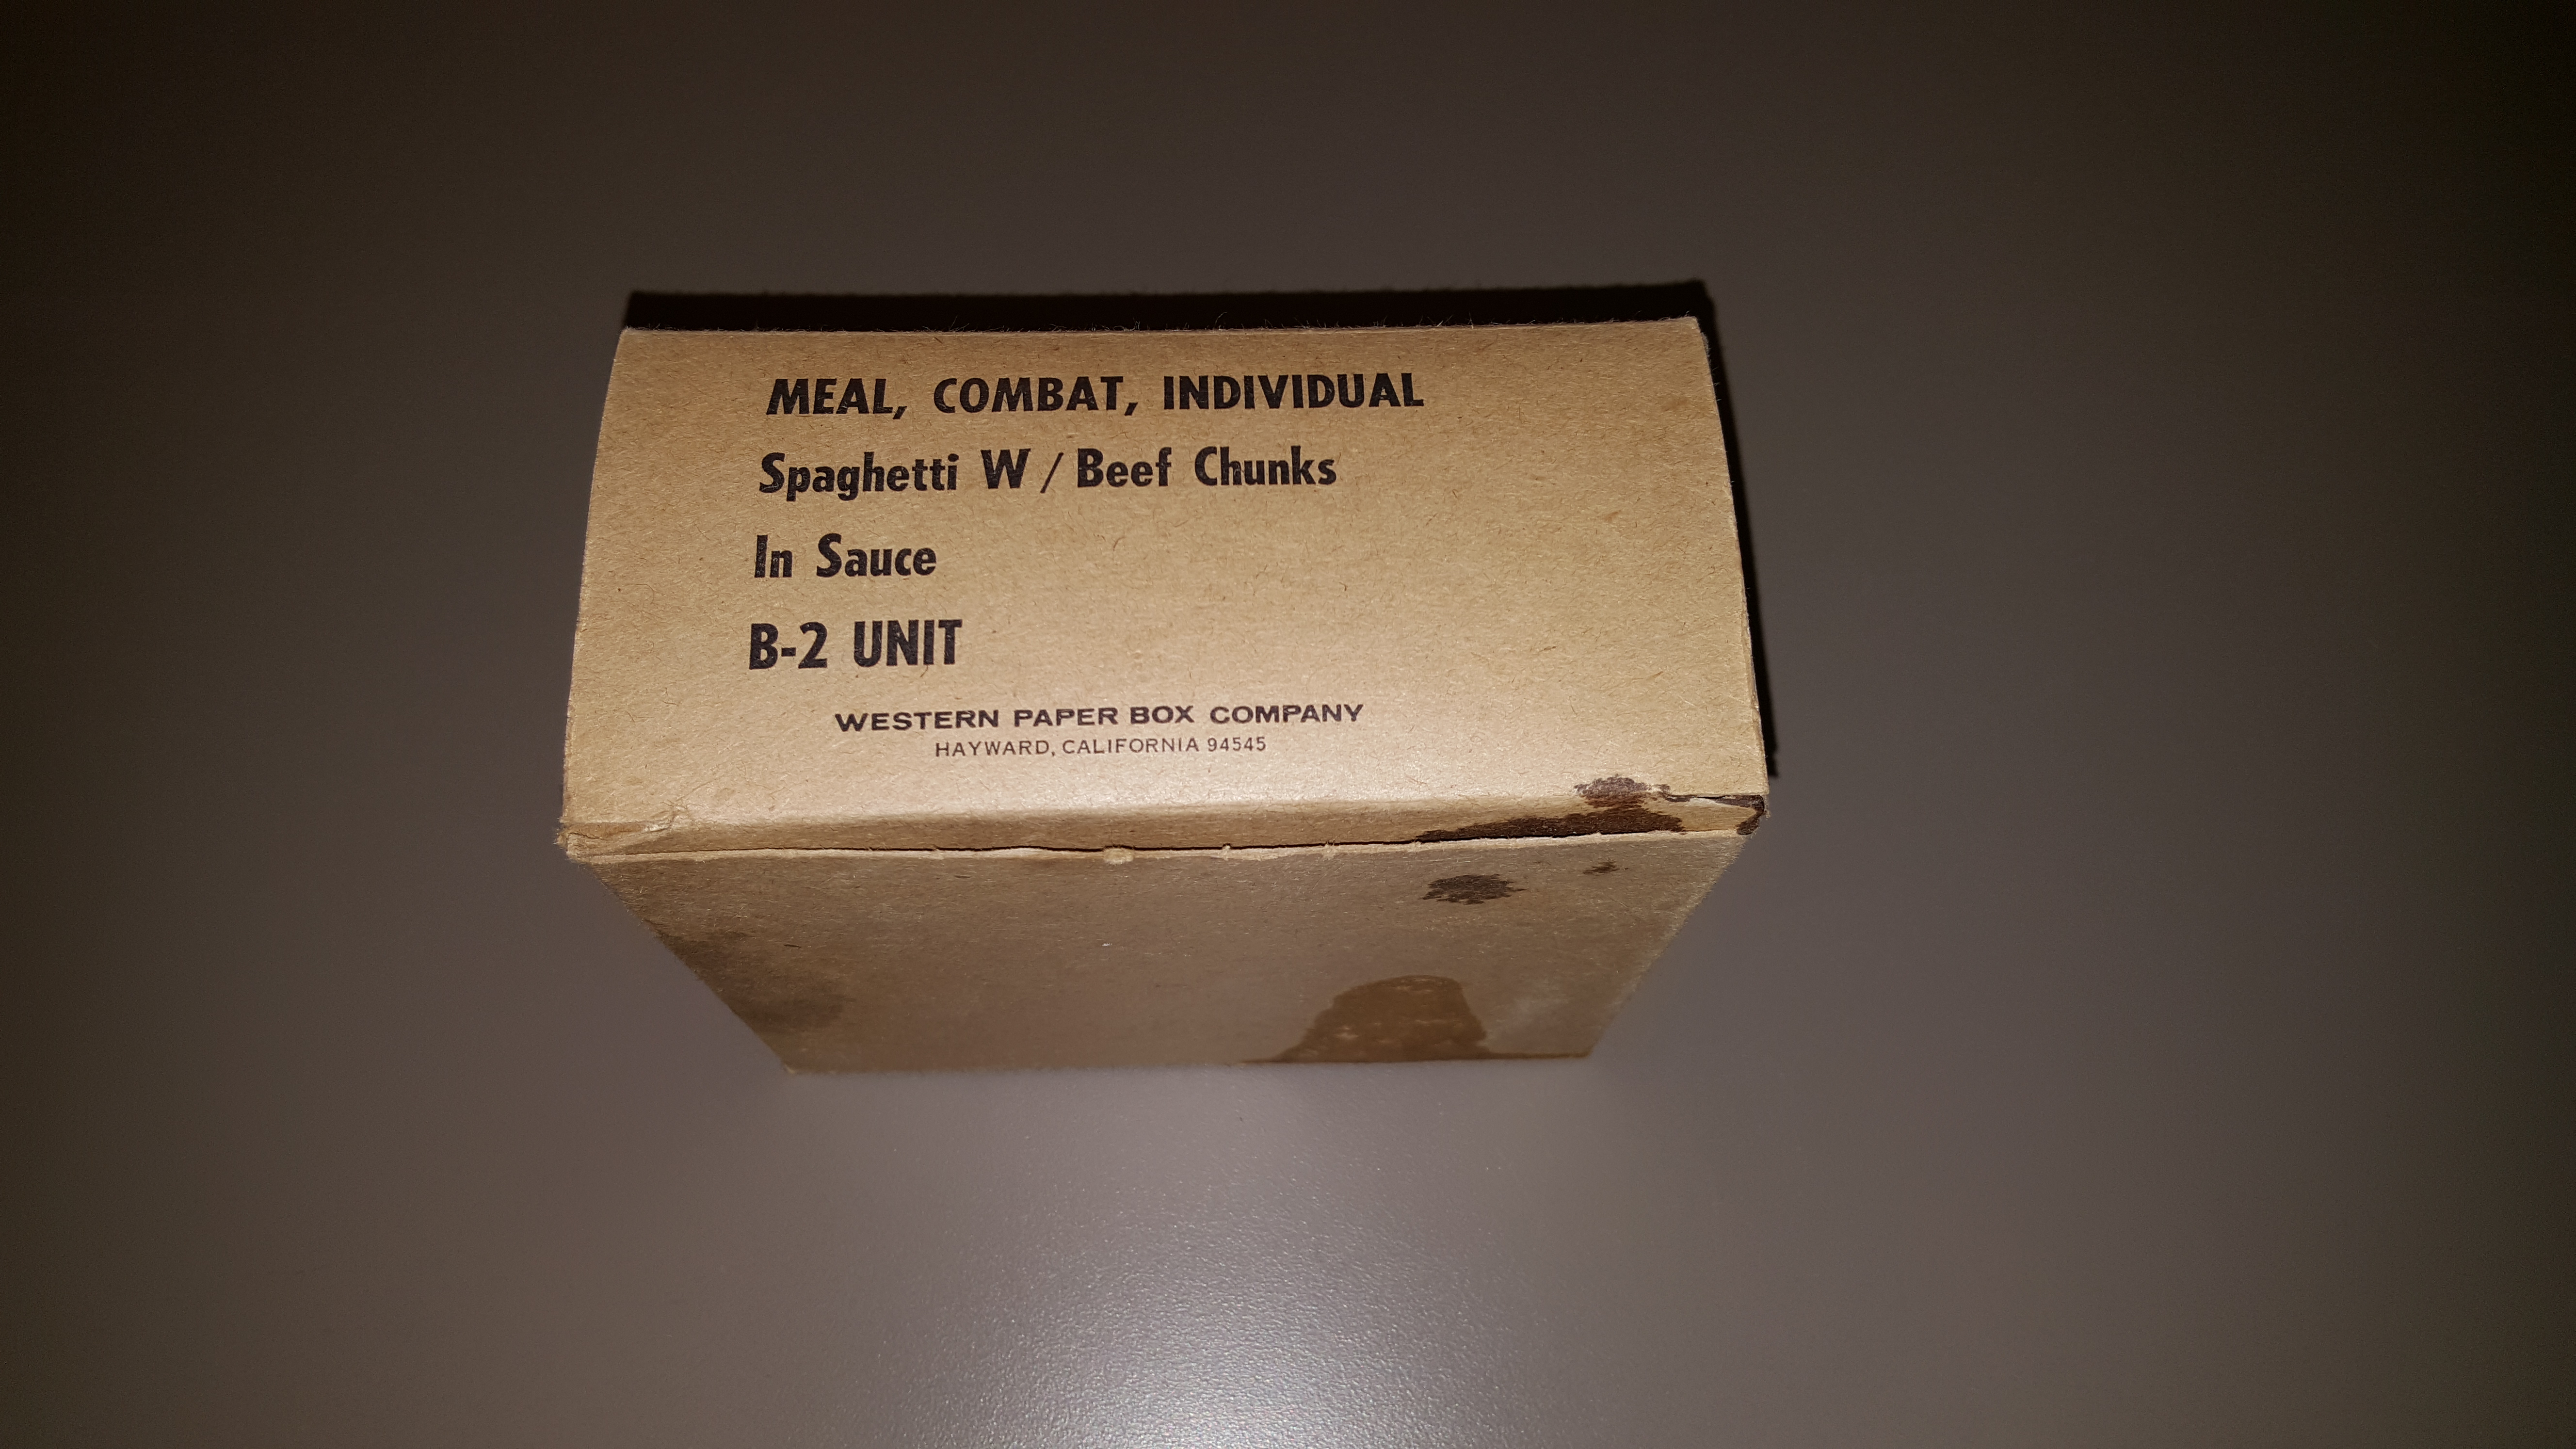 MEAL, COMBAT, INDIVIDUAL
Spaghetti W / Beef Chunks
In Sauce
B-2 UNIT
WESTERN PAPER BOX COMPANY
HAYWARD, CALIFORNIA 94545